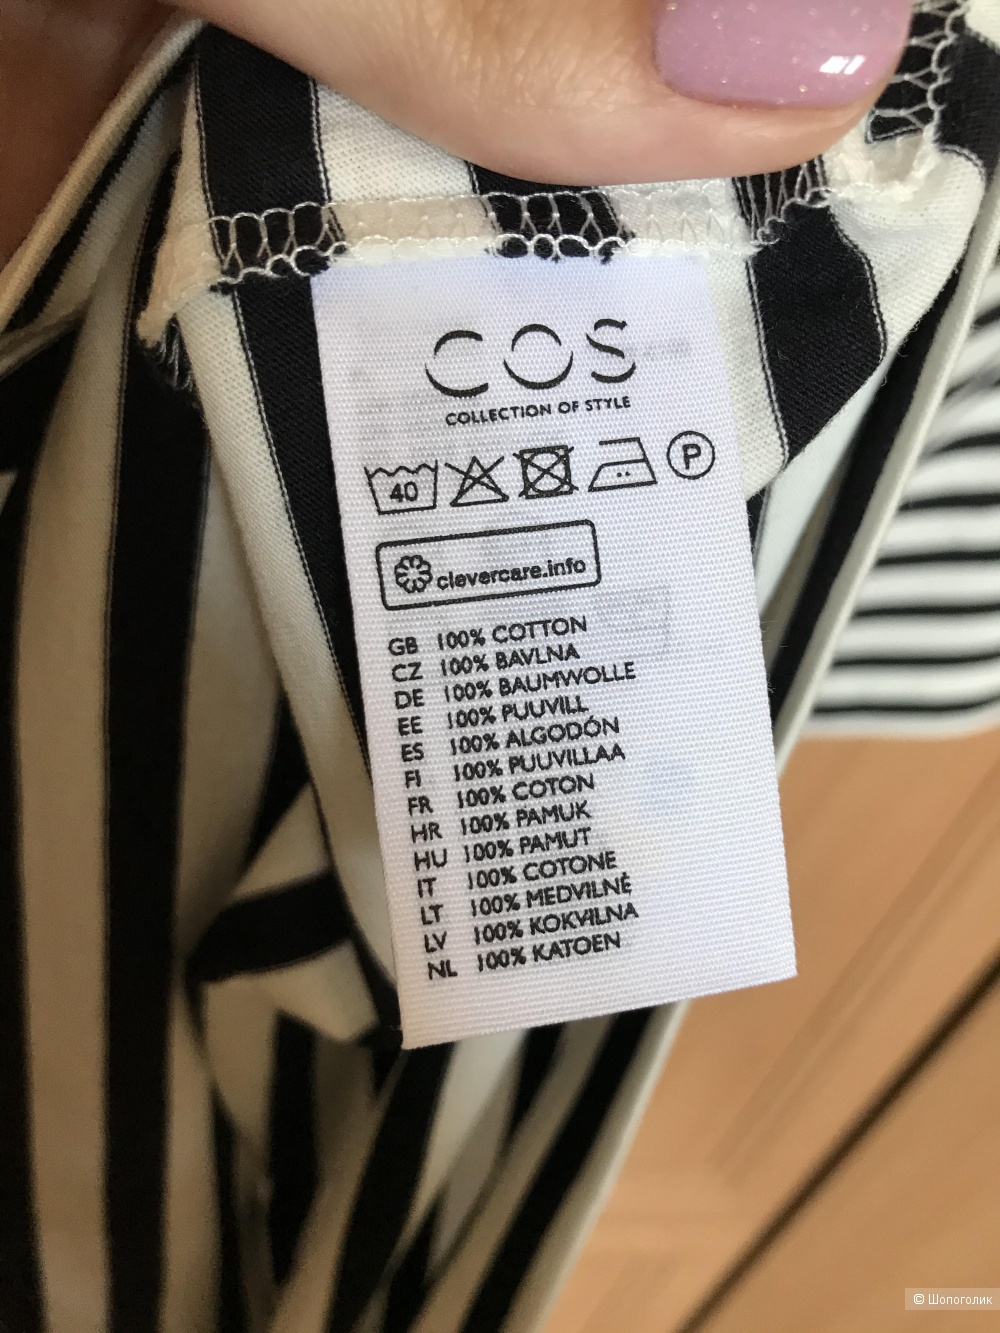 COS
COLLECTION OF STYLE
40
P
clevercare.info
GB 100% COTTON
CZ 100% BAVLNA
DE 100% BAUMWOLLE
EE 100% PUUVILL
ES 100% ALGODÓN
FI 100% PUUVILLAA
FR 100% COTON
HR 100% PAMUK
HU 100% PAMUT
IT 100% COTONE
LT 100% MEDVILNĖ
LV 100% KOKVILNA
NL 100% KATOEN
© Шопоголик